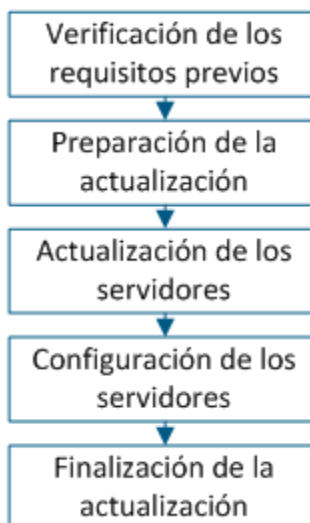 Verificación de los
requisitos previos
Preparación de la
actualización
Actualización de los
servidores
Configuración de los
servidores
Finalización de la
actualización